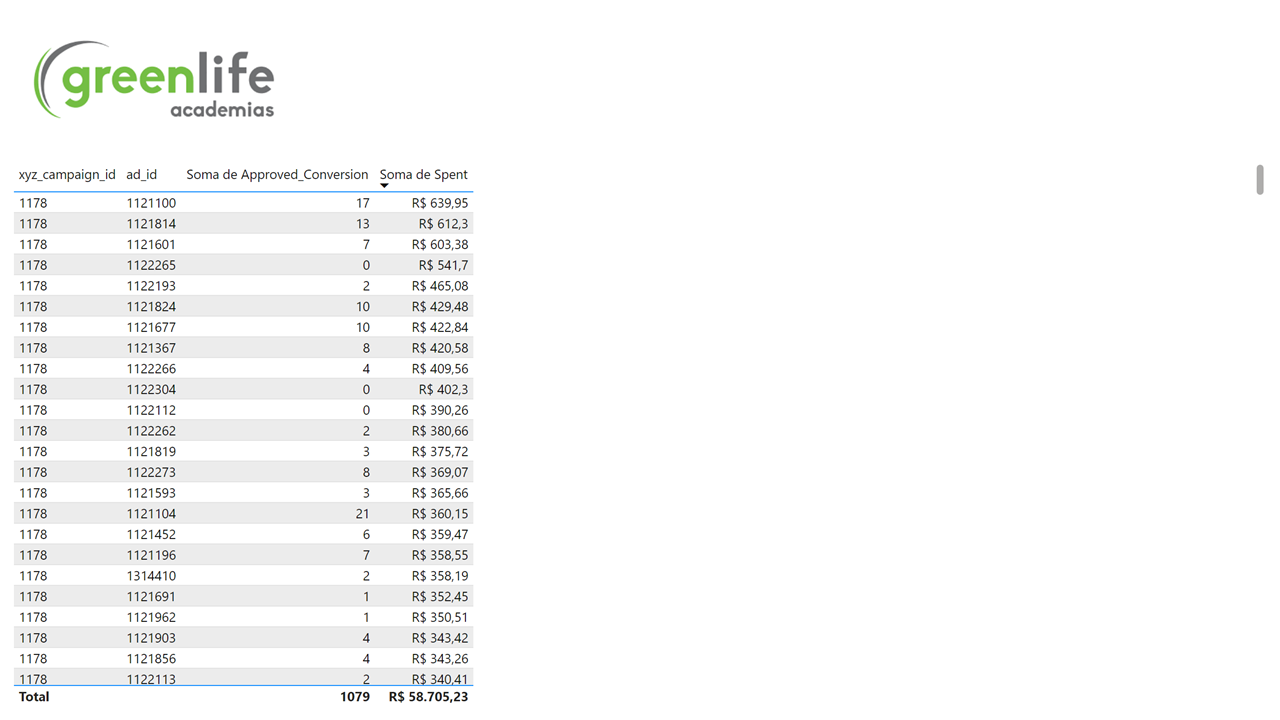 greenlife
academias
xyz_campaign_id ad_id Soma de Approved_Conversion Soma de Spent
1178 1121100 17 R$ 639,95
1178 1121814 13 R$ 612,3
1178 1121601 7 R$ 603,38
1178 1122265 0 R$ 541,7
1178 1122193 2 R$ 465,08
1178 1121824 10 R$ 429,48
1178 1121677 10 R$ 422,84
1178 1121367 8 R$ 420,58
1178 1122266 4 R$ 409,56
1178 1122304 0 R$ 402,3
1178 1122112 0 R$ 390,26
1178 1122262 2 R$ 380,66
1178 1121819 3 R$ 375,72
1178 1122273 8 R$ 369,07
1178 1121593 3 R$ 365,66
1178 1121104 21 R$ 360,15
1178 1121452 6 R$ 359,47
1178 1121196 7 R$ 358,55
1178 1314410 2 R$ 358,19
1178 1121691 1 R$ 352,45
1178 1121962 1 R$ 350,51
1178 1121903 4 R$ 343,42
1178 1121856 4 R$ 343,26
1178 1122113 2 R$ 340,41
Total 1079 R$ 58.705,23